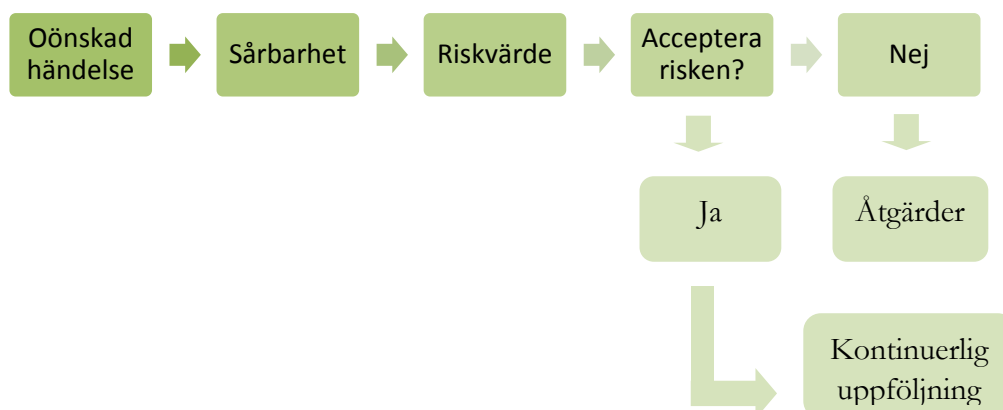 Oönskad
händelse
Sårbarhet
Riskvärde
Acceptera
risken?
Nej
Ja
Åtgärder
Kontinuerlig
uppföljning